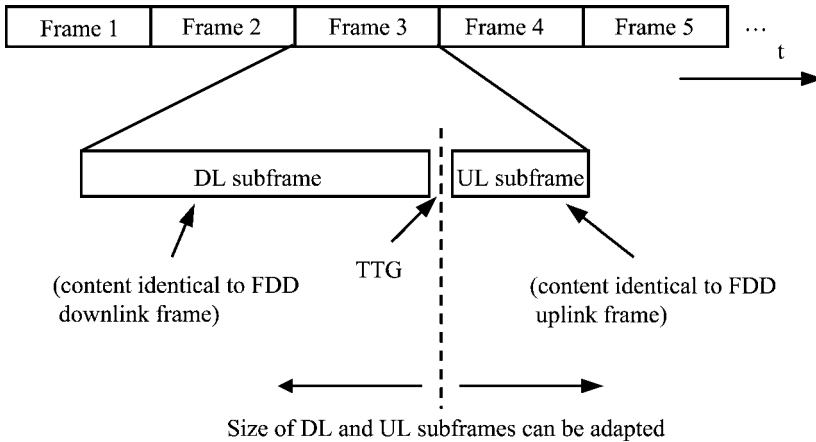 Frame 1 Frame 2 Frame 3 Frame 4 Frame 5 ...
t
DL subframe UL subframe
TTG
(content identical to FDD
downlink frame)
(content identical to FDD
uplink frame)
Size of DL and UL subframes can be adapted